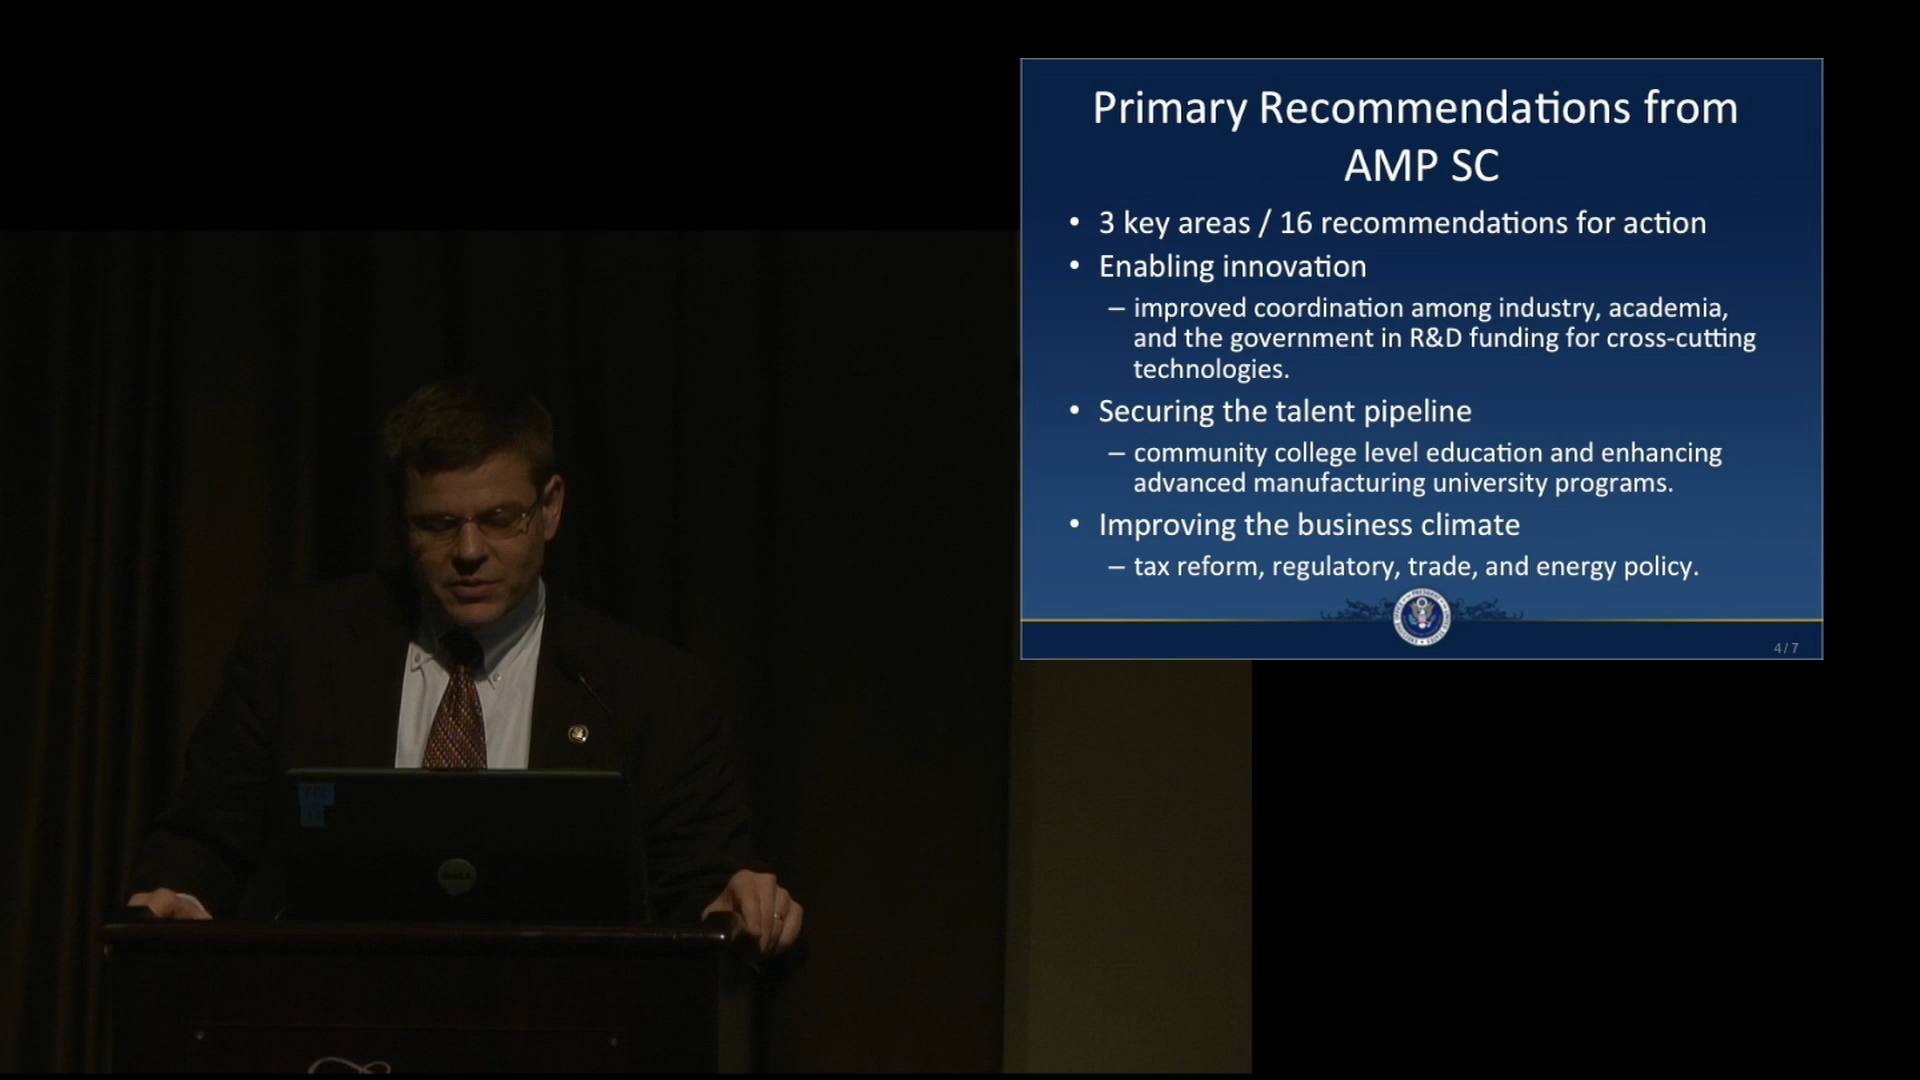 Primary Recommendations from
AMP SC
• 3 key areas / 16 recommendations for action
• Enabling innovation
– improved coordination among industry, academia,
and the government in R&D funding for cross-cutting
technologies.
• Securing the talent pipeline
– community college level education and enhancing
advanced manufacturing university programs.
• Improving the business climate
– tax reform, regulatory, trade, and energy policy.
4 / 7
DELL